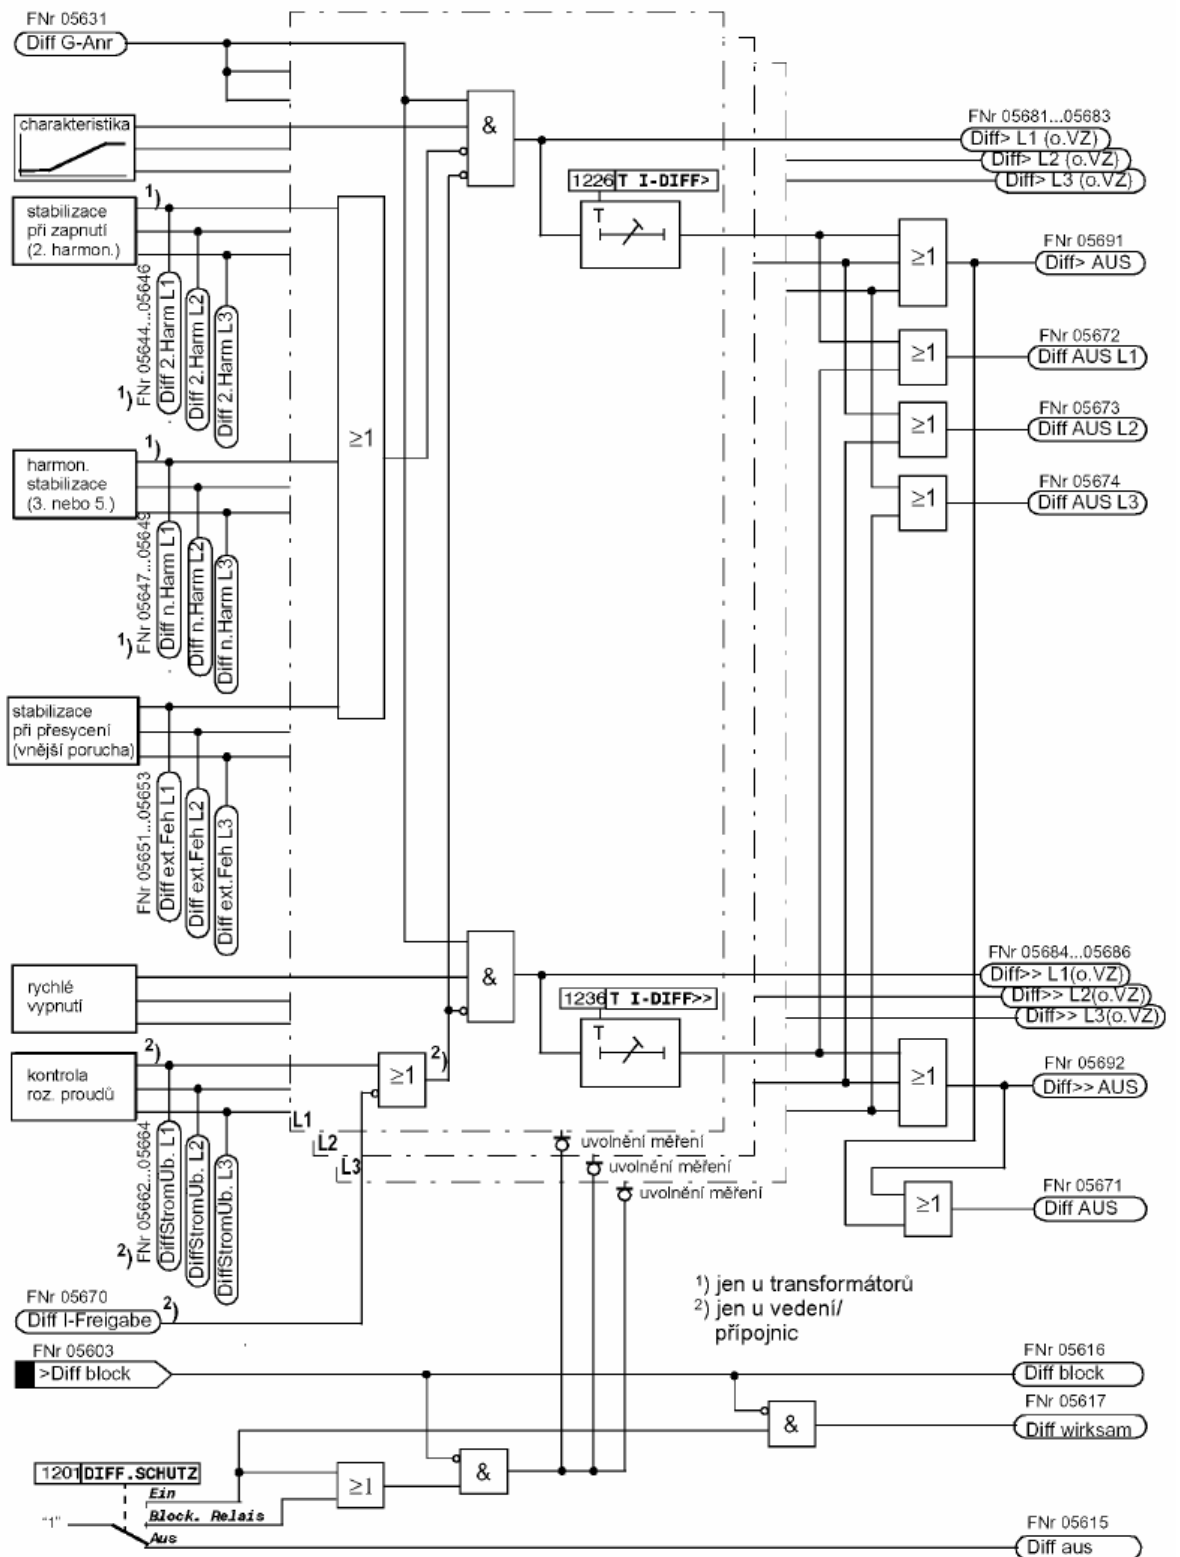 FNr 05631
Diff G-Anr
charakteristika
stabilizace
při zapnutí
(2. harmon.)
1)
1) FNr 05644...05646
Diff 2.Harm L1
Diff 2.Harm L2
Diff 2.Harm L3
harmon.
stabilizace
(3. nebo 5.)
1)
1) FNr 05647...05649
Diff n.Harm L1
Diff n.Harm L2
Diff n.Harm L3
stabilizace
při přesycení
(vnější porucha)
FNr 05651...05653
Diff ext.Feh L1
Diff ext.Feh L2
Diff ext.Feh L3
rychlé
vypnutí
kontrola
roz. proudů
2)
2) FNr 05662...05664
DiffStromUb. L1
DiffStromUb. L2
DiffStromUb. L3
FNr 05670
Diff I-Freigabe
2)
FNr 05603
>Diff block
1201 DIFF.SCHUTZ
Ein
Block. Relais
"1"
Aus
≥1
&
≥1
&
1226 T I-DIFF>
T
&
1236 T I-DIFF>>
T
≥1
2)
L1
L2
L3
uvolnění měření
uvolnění měření
uvolnění měření
FNr 05681...05683
Diff> L1 (o.VZ)
Diff> L2 (o.VZ)
Diff> L3 (o.VZ)
≥1
FNr 05691
Diff> AUS
≥1
FNr 05672
Diff AUS L1
≥1
FNr 05673
Diff AUS L2
≥1
FNr 05674
Diff AUS L3
FNr 05684...05686
Diff>> L1(o.VZ)
Diff>> L2(o.VZ)
Diff>> L3(o.VZ)
≥1
FNr 05692
Diff>> AUS
≥1
FNr 05671
Diff AUS
1) jen u transformátorů
2) jen u vedení/
přípojnic
FNr 05616
Diff block
&
FNr 05617
Diff wirksam
&
FNr 05615
Diff aus